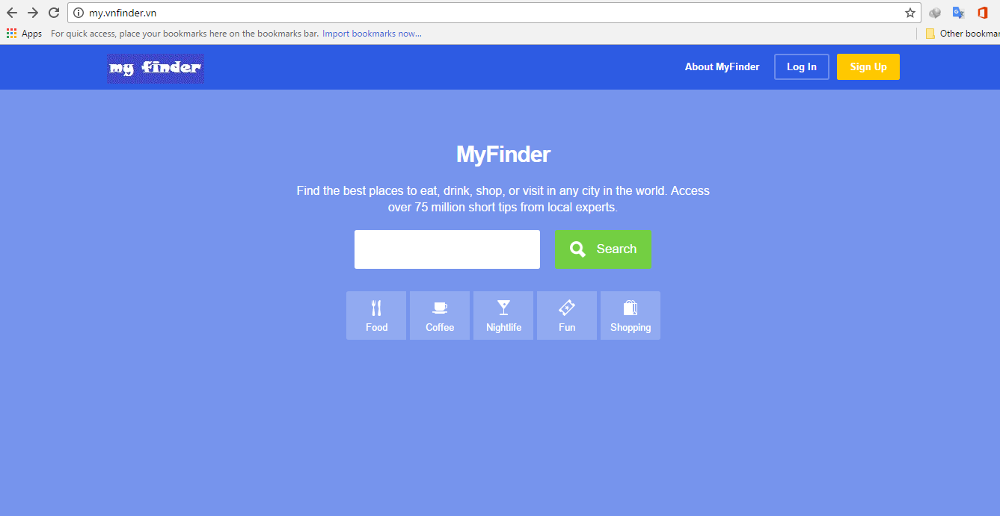 my.vnfinder.vn
Apps For quick access, place your bookmarks here on the bookmarks bar. Import bookmarks now...
my finder About MyFinder Log In Sign Up
MyFinder
Find the best places to eat, drink, shop, or visit in any city in the world. Access
over 75 million short tips from local experts.
Search
Food Coffee Nightlife Fun Shopping